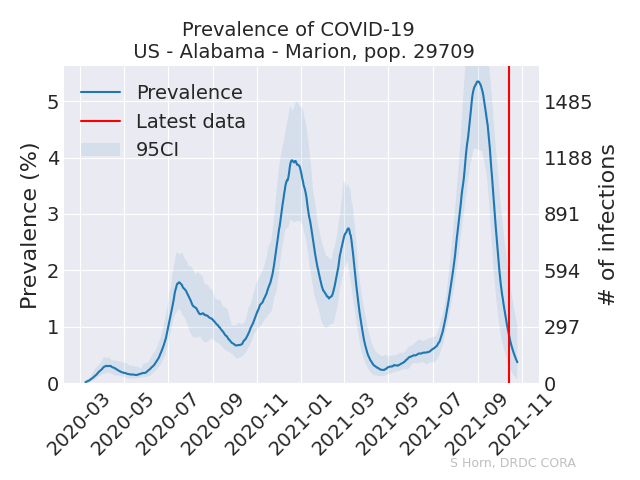 Prevalence of COVID-19
US - Alabama - Marion, pop. 29709
Prevalence
Latest data
95CI
Prevalence (%)
5
4
3
2
1
0
1485
1188
891
594
297
0
# of infections
2020-03
2020-05
2020-07
2020-09
2020-11
2021-01
2021-03
2021-05
2021-07
2021-09
2021-11
S Horn, DRDC CORA